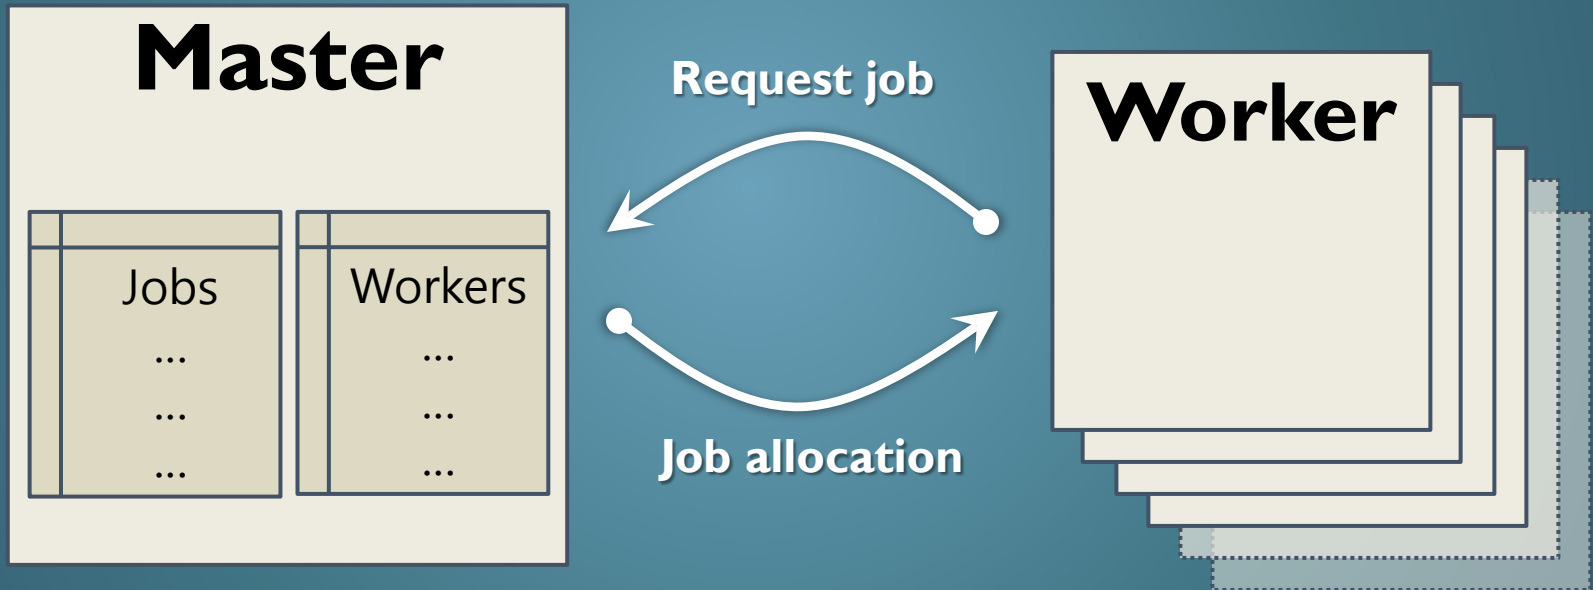 Master
Jobs
...
...
...
Workers
...
...
...
Request job
Job allocation
Worker